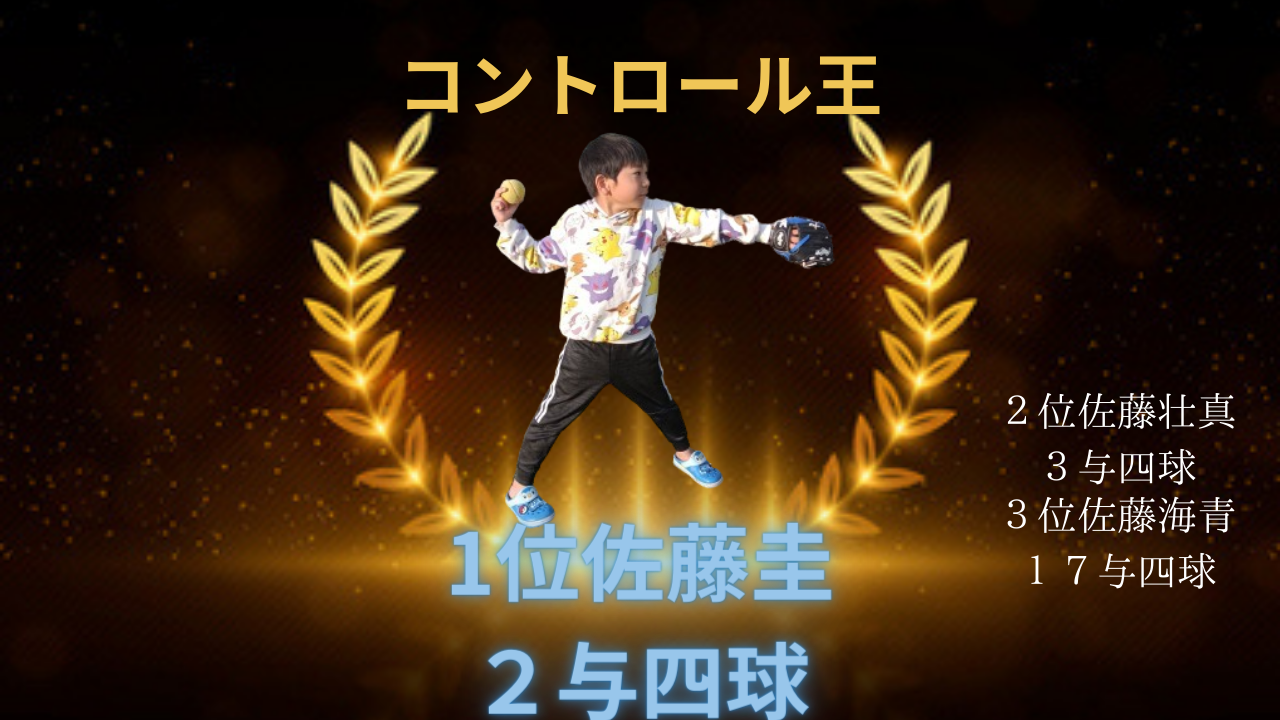 コントロール王
1位佐藤圭
２与四球
２位佐藤壮真
３与四球
３位佐藤海青
１７与四球